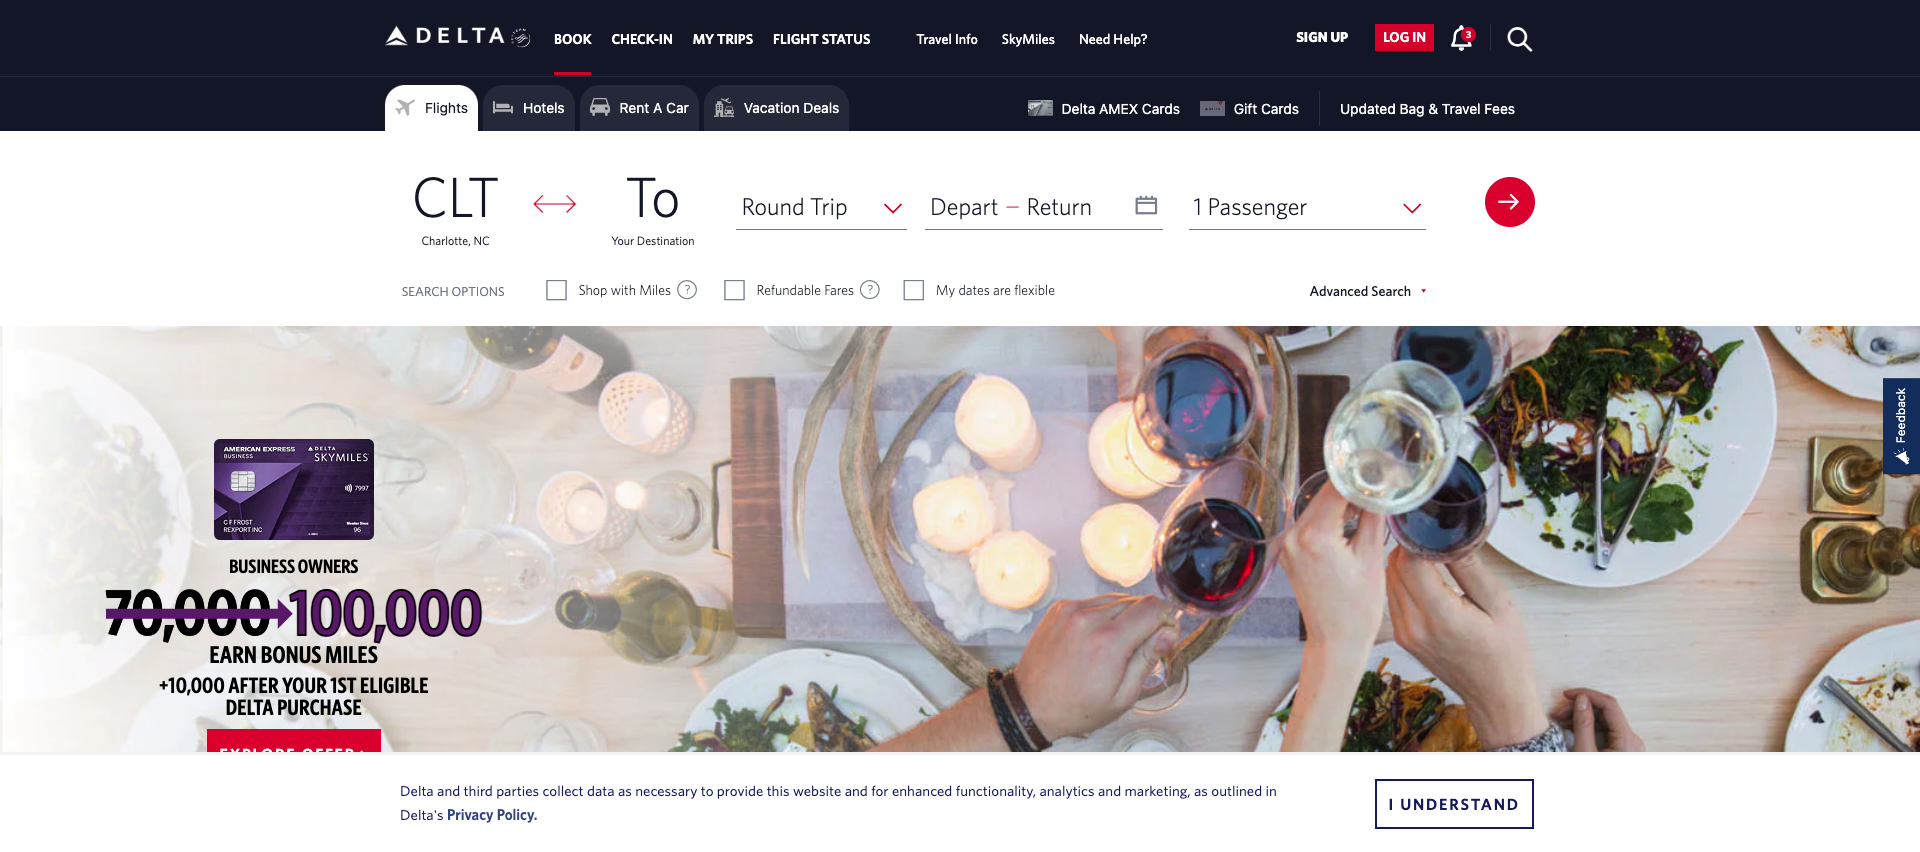 DELTA
BOOK
CHECK-IN
MY TRIPS
FLIGHT STATUS
Travel Info
SkyMiles
Need Help?
SIGN UP
LOG IN
3
Flights
Hotels
Rent A Car
Vacation Deals
Delta AMEX Cards
Gift Cards
Updated Bag & Travel Fees
CLT
Charlotte, NC
To
Your Destination
Round Trip
Depart – Return
1 Passenger
SEARCH OPTIONS
Shop with Miles ?
Refundable Fares ?
My dates are flexible
Advanced Search
Feedback
AMERICAN EXPRESS
BUSINESS
DELTA
SKYMILES
7997
C F FROST
REXPORT INC
Member Since
96
BUSINESS OWNERS
70,000 100,000
EARN BONUS MILES
+10,000 AFTER YOUR 1ST ELIGIBLE
DELTA PURCHASE
EXPLORE OFFER
Delta and third parties collect data as necessary to provide this website and for enhanced functionality, analytics and marketing, as outlined in
Delta's Privacy Policy.
I UNDERSTAND